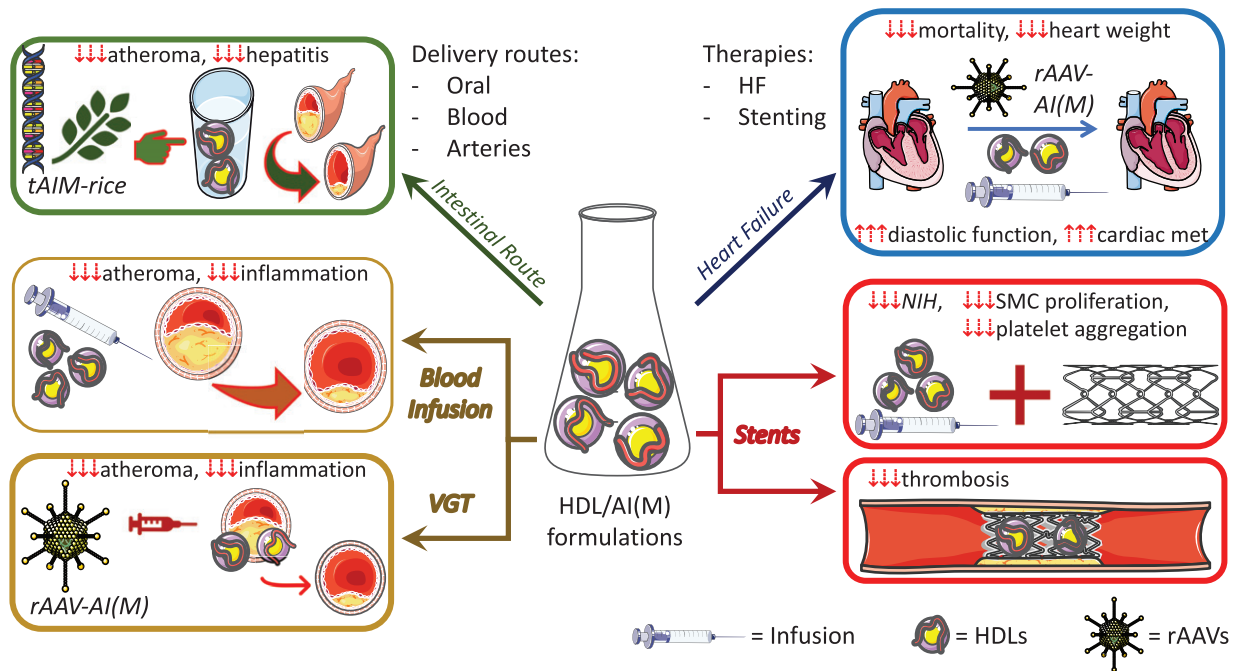 ↓↓↓atheroma, ↓↓↓hepatitis
tAIM-rice
Delivery routes:
- Oral
- Blood
- Arteries
Therapies:
- HF
- Stenting
↓↓↓mortality, ↓↓↓heart weight
rAAV-
AI(M)
↑↑↑diastolic function, ↑↑↑cardiac met
Intestinal Route
Heart Failure
↓↓↓atheroma, ↓↓↓inflammation
Blood
Infusion
↓↓↓NIH, ↓↓↓SMC proliferation,
↓↓↓platelet aggregation
Stents
↓↓↓atheroma, ↓↓↓inflammation
rAAV-AI(M)
VGT
HDL/AI(M)
formulations
↓↓↓thrombosis
= Infusion
= HDLs
= rAAVs